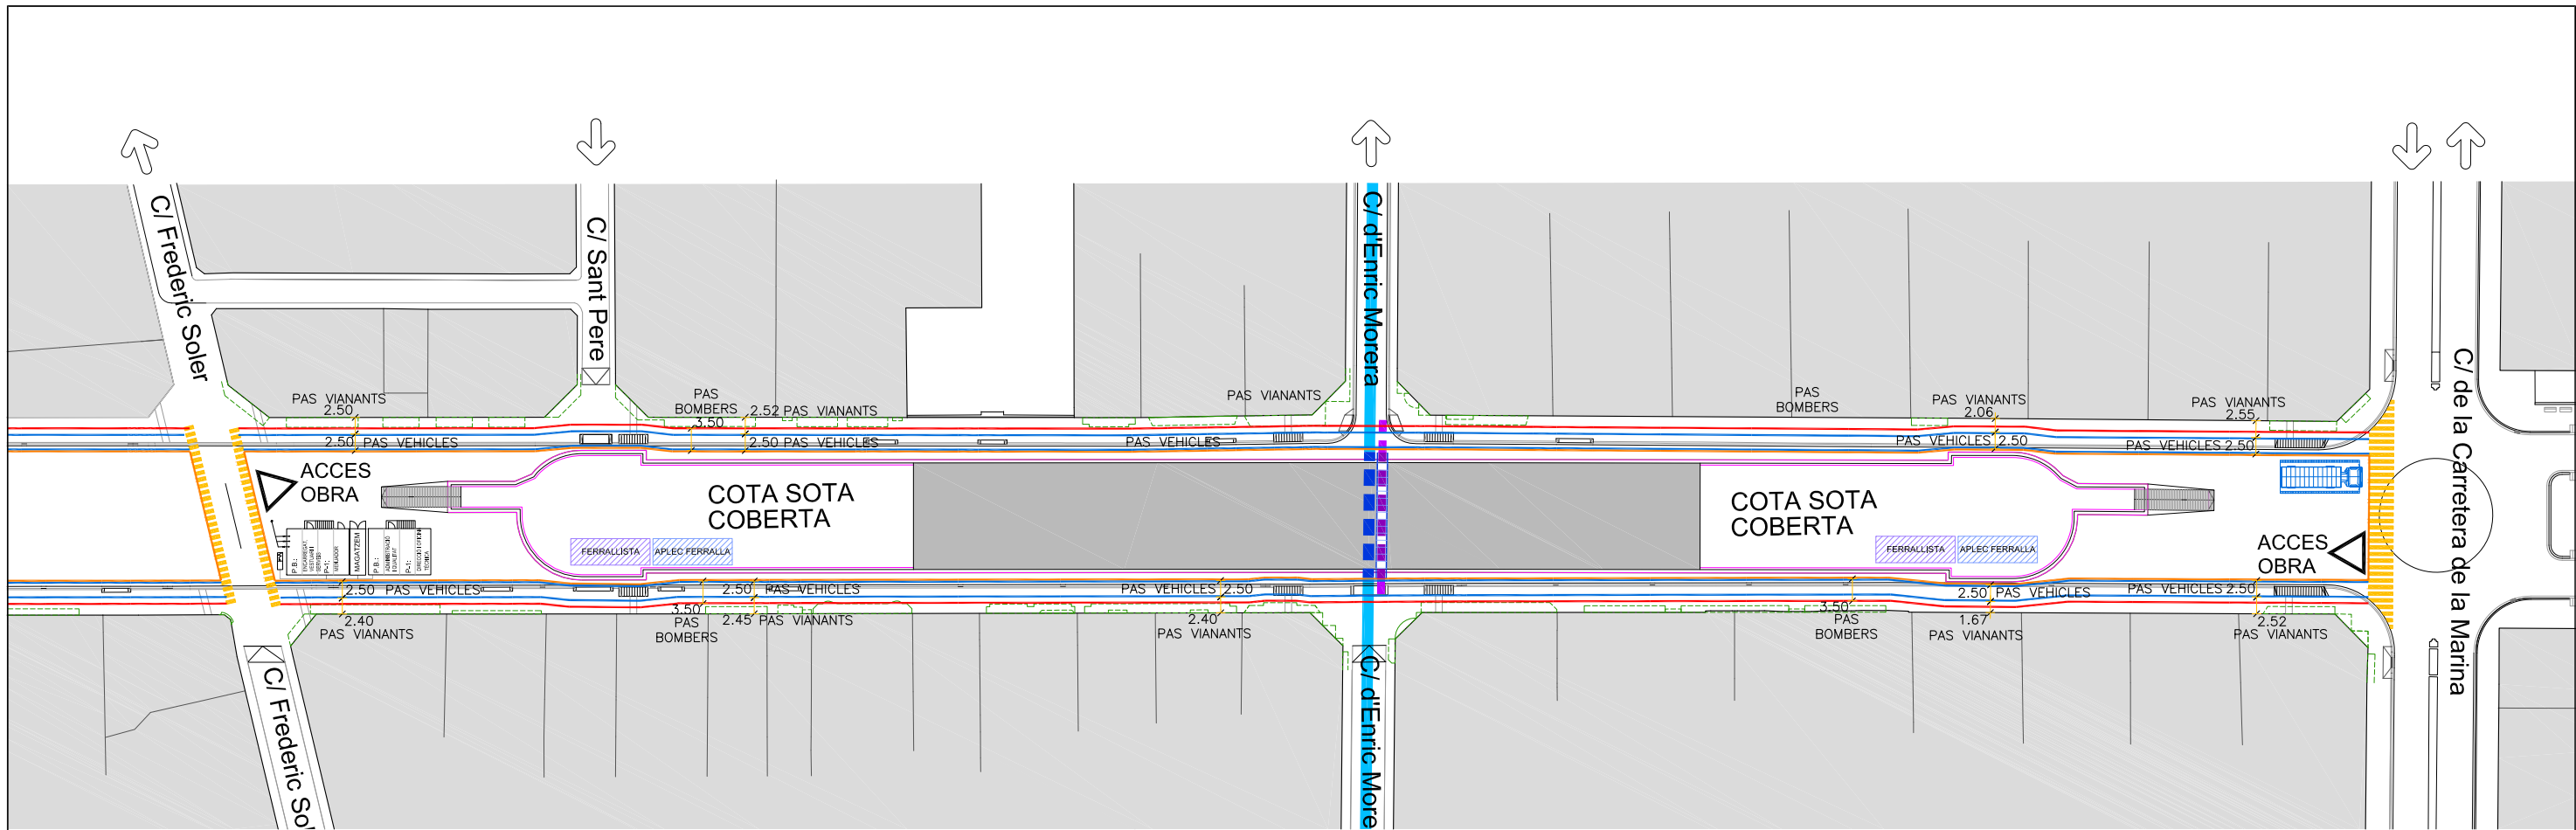 C/ Frederic Soler
C/ Sant Pere
C/ d'Enric Morera
C/ de la Carretera de la Marina
PAS VIANANTS
2.50
PAS
BOMBERS
3.50
2.52 PAS VIANANTS
PAS VIANANTS
PAS
BOMBERS
PAS VIANANTS
2.06
PAS VIANANTS
2.55
2.50 PAS VEHICLES
2.50 PAS VEHICLES
PAS VEHICLES
PAS VEHICLES 2.50
PAS VEHICLES 2.50
ACCES
OBRA
COTA SOTA
COBERTA
COTA SOTA
COBERTA
ACCES
OBRA
P.B.:
P-1:
MAGATZEM
P.B.:
P-1:
FERRALLISTA
APLEC FERRALLA
FERRALLISTA
APLEC FERRALLA
2.50 PAS VEHICLES
2.50 PAS VEHICLES
PAS VEHICLES 2.50
2.50 PAS VEHICLES
PAS VEHICLES 2.50
2.40
PAS VIANANTS
3.50
PAS
BOMBERS
2.45 PAS VIANANTS
2.40
PAS VIANANTS
3.50
PAS
BOMBERS
1.67
PAS VIANANTS
2.52
PAS VIANANTS
C/ Frederic Sol
C/ d'Enric More